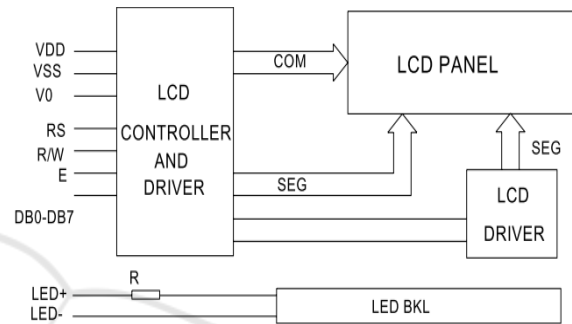 VDD
VSS
V0
RS
R/W
E
DB0-DB7
LCD
CONTROLLER
AND
DRIVER
COM
SEG
LCD PANEL
SEG
LCD
DRIVER
R
LED+
LED-
LED BKL